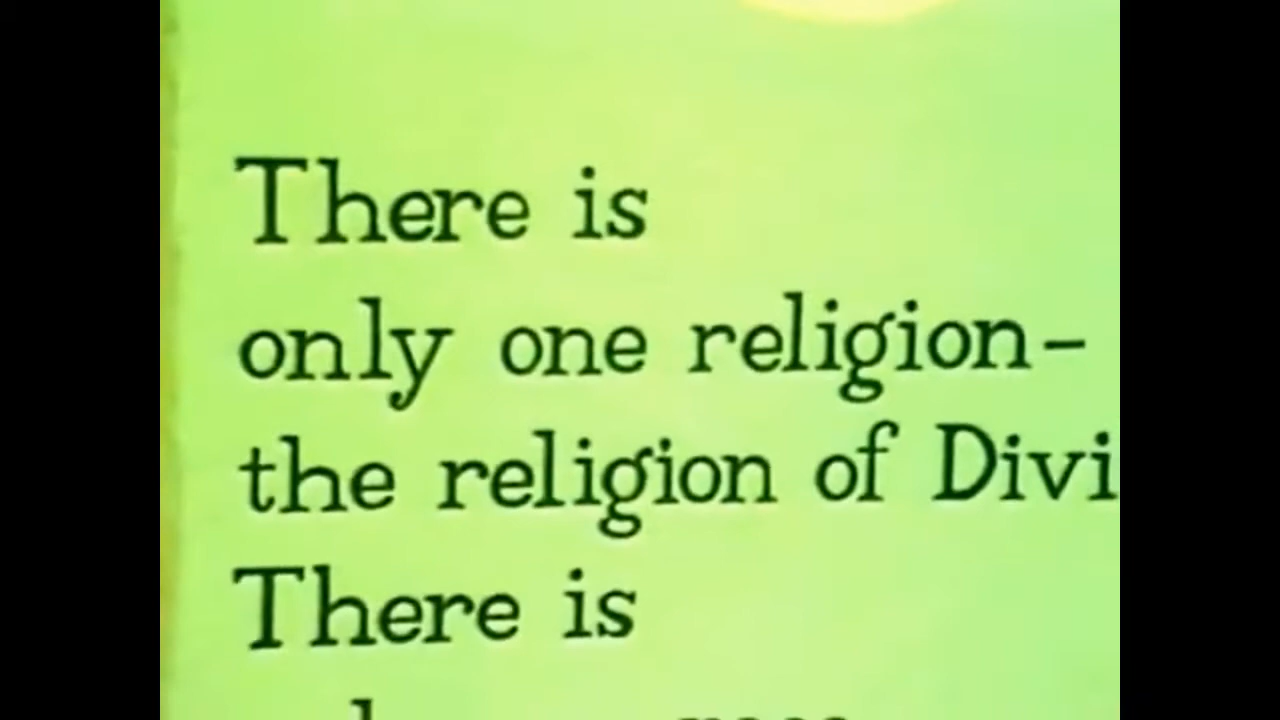 There is
only one religion-
the religion of Divi
There is